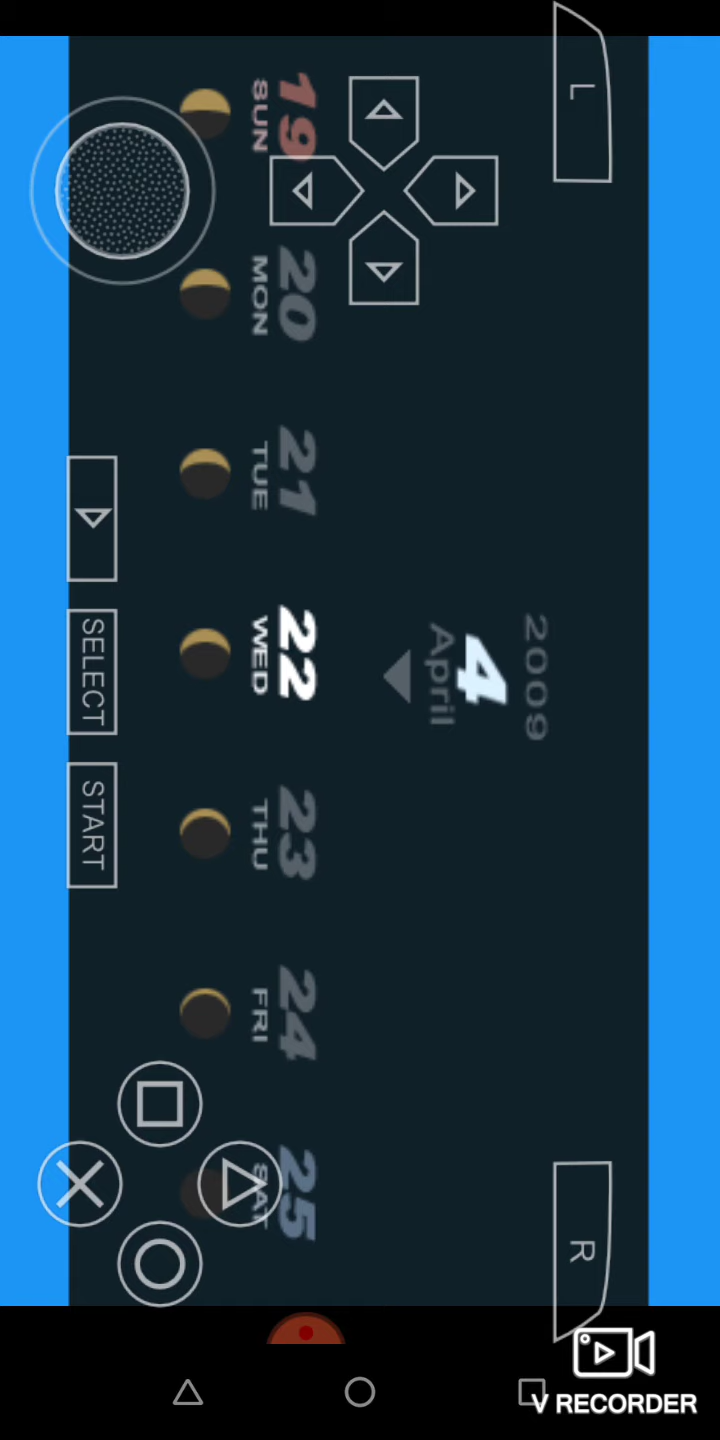 2009
4
April
19 20 21 22 23 24 25
SUN MON TUE WED THU FRI SAT
L
R
SELECT
START
V RECORDER